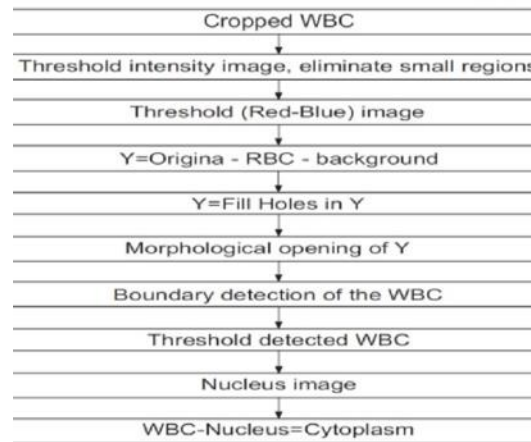 Cropped WBC
Threshold intensity image, eliminate small regions
Threshold (Red-Blue) image
Y=Origina - RBC - background
Y=Fill Holes in Y
Morphological opening of Y
Boundary detection of the WBC
Threshold detected WBC
Nucleus image
WBC-Nucleus=Cytoplasm